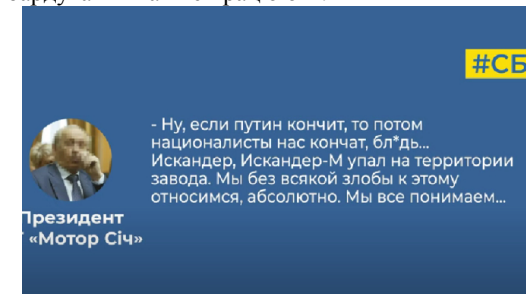 #СБ
- Ну, если путин кончит, то потом
националисты нас кончат, бл*дь...
Искандер, Искандер-М упал на территории
завода. Мы без всякой злобы к этому
относимся, абсолютно. Мы все понимаем...
Президент
«Мотор Січ»